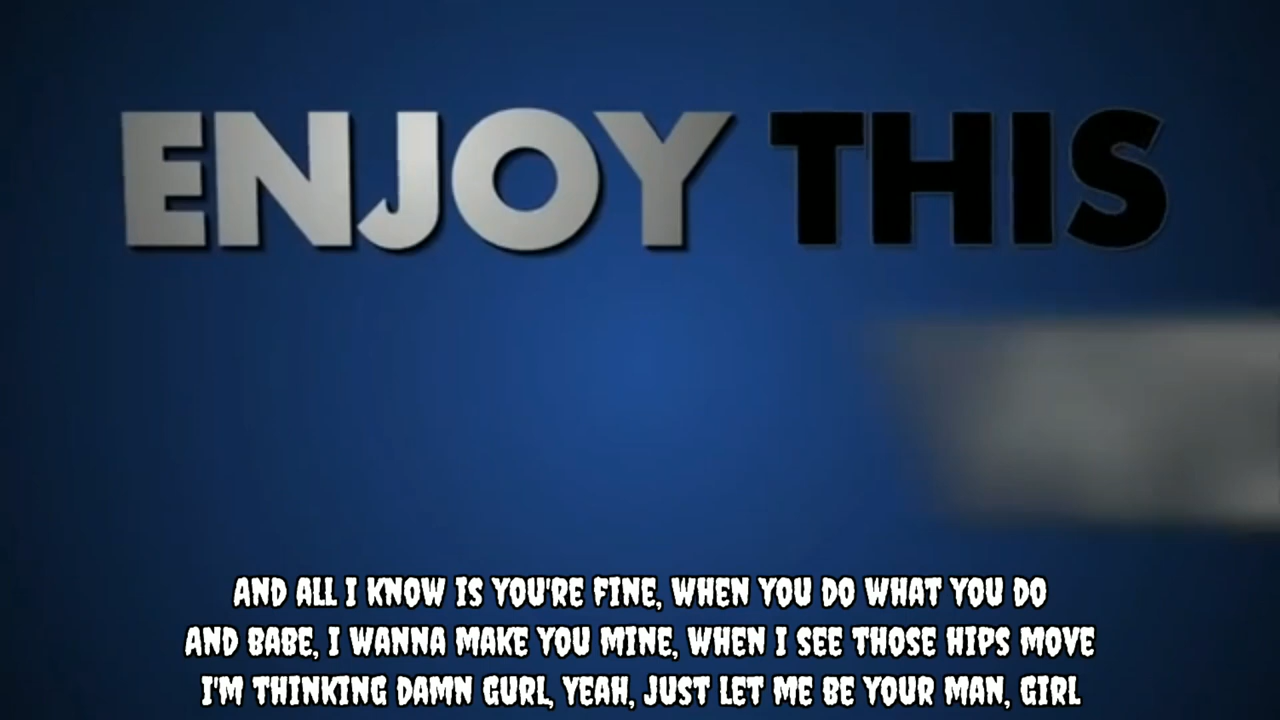 ENJOY THIS
AND ALL I KNOW IS YOU'RE FINE, WHEN YOU DO WHAT YOU DO
AND BABE, I WANNA MAKE YOU MINE, WHEN I SEE THOSE HIPS MOVE
I'M THINKING DAMN GURL, YEAH, JUST LET ME BE YOUR MAN, GIRL